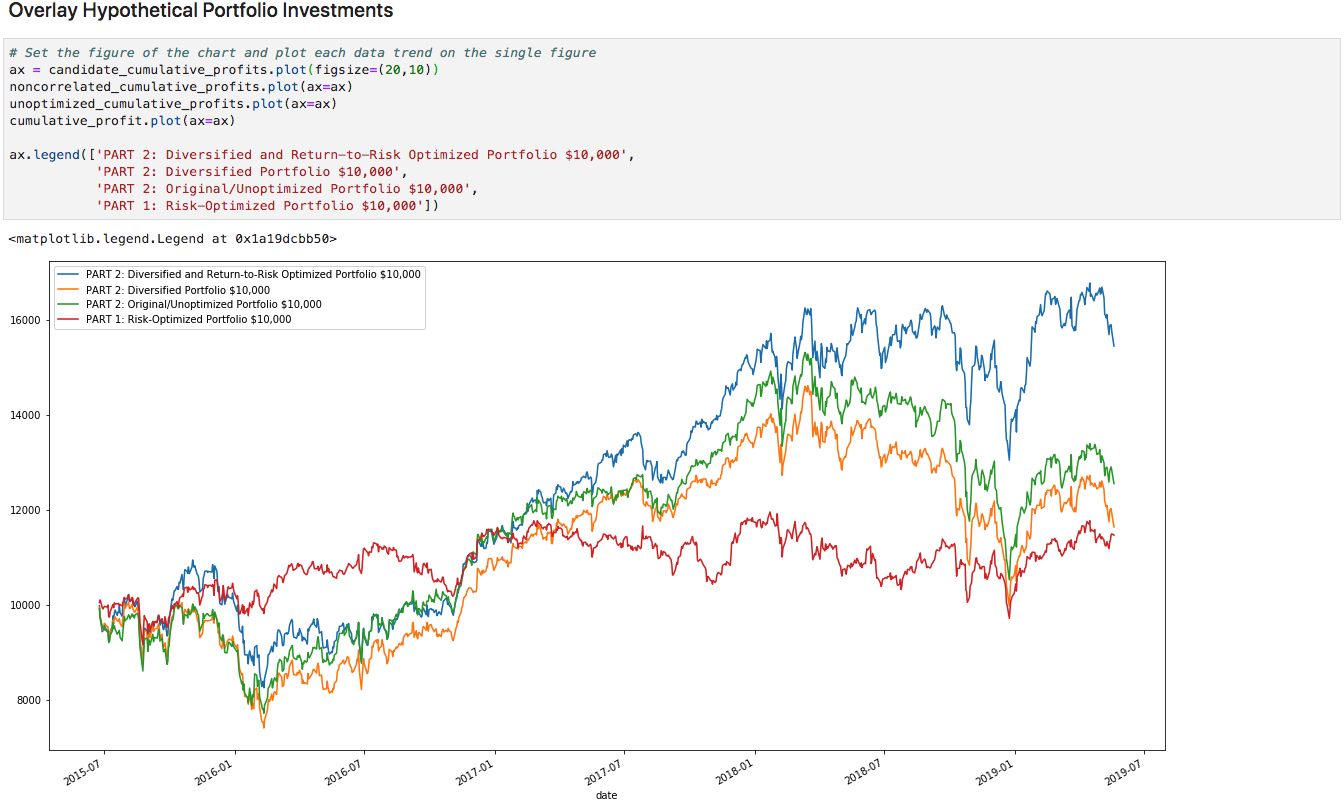 Overlay Hypothetical Portfolio Investments
# Set the figure of the chart and plot each data trend on the single figure
ax = candidate_cumulative_profits.plot(figsize=(20,10))
noncorrelated_cumulative_profits.plot(ax=ax)
unoptimized_cumulative_profits.plot(ax=ax)
cumulative_profit.plot(ax=ax)
ax.legend(['PART 2: Diversified and Return-to-Risk Optimized Portfolio $10,000',
'PART 2: Diversified Portfolio $10,000',
'PART 2: Original/Unoptimized Portfolio $10,000',
'PART 1: Risk-Optimized Portfolio $10,000'])
<matplotlib.legend.Legend at 0x1a19dcbb50>
PART 2: Diversified and Return-to-Risk Optimized Portfolio $10,000
PART 2: Diversified Portfolio $10,000
PART 2: Original/Unoptimized Portfolio $10,000
PART 1: Risk-Optimized Portfolio $10,000
16000
14000
12000
10000
8000
2015-07
2016-01
2016-07
2017-01
2017-07
2018-01
2018-07
2019-01
2019-07
date